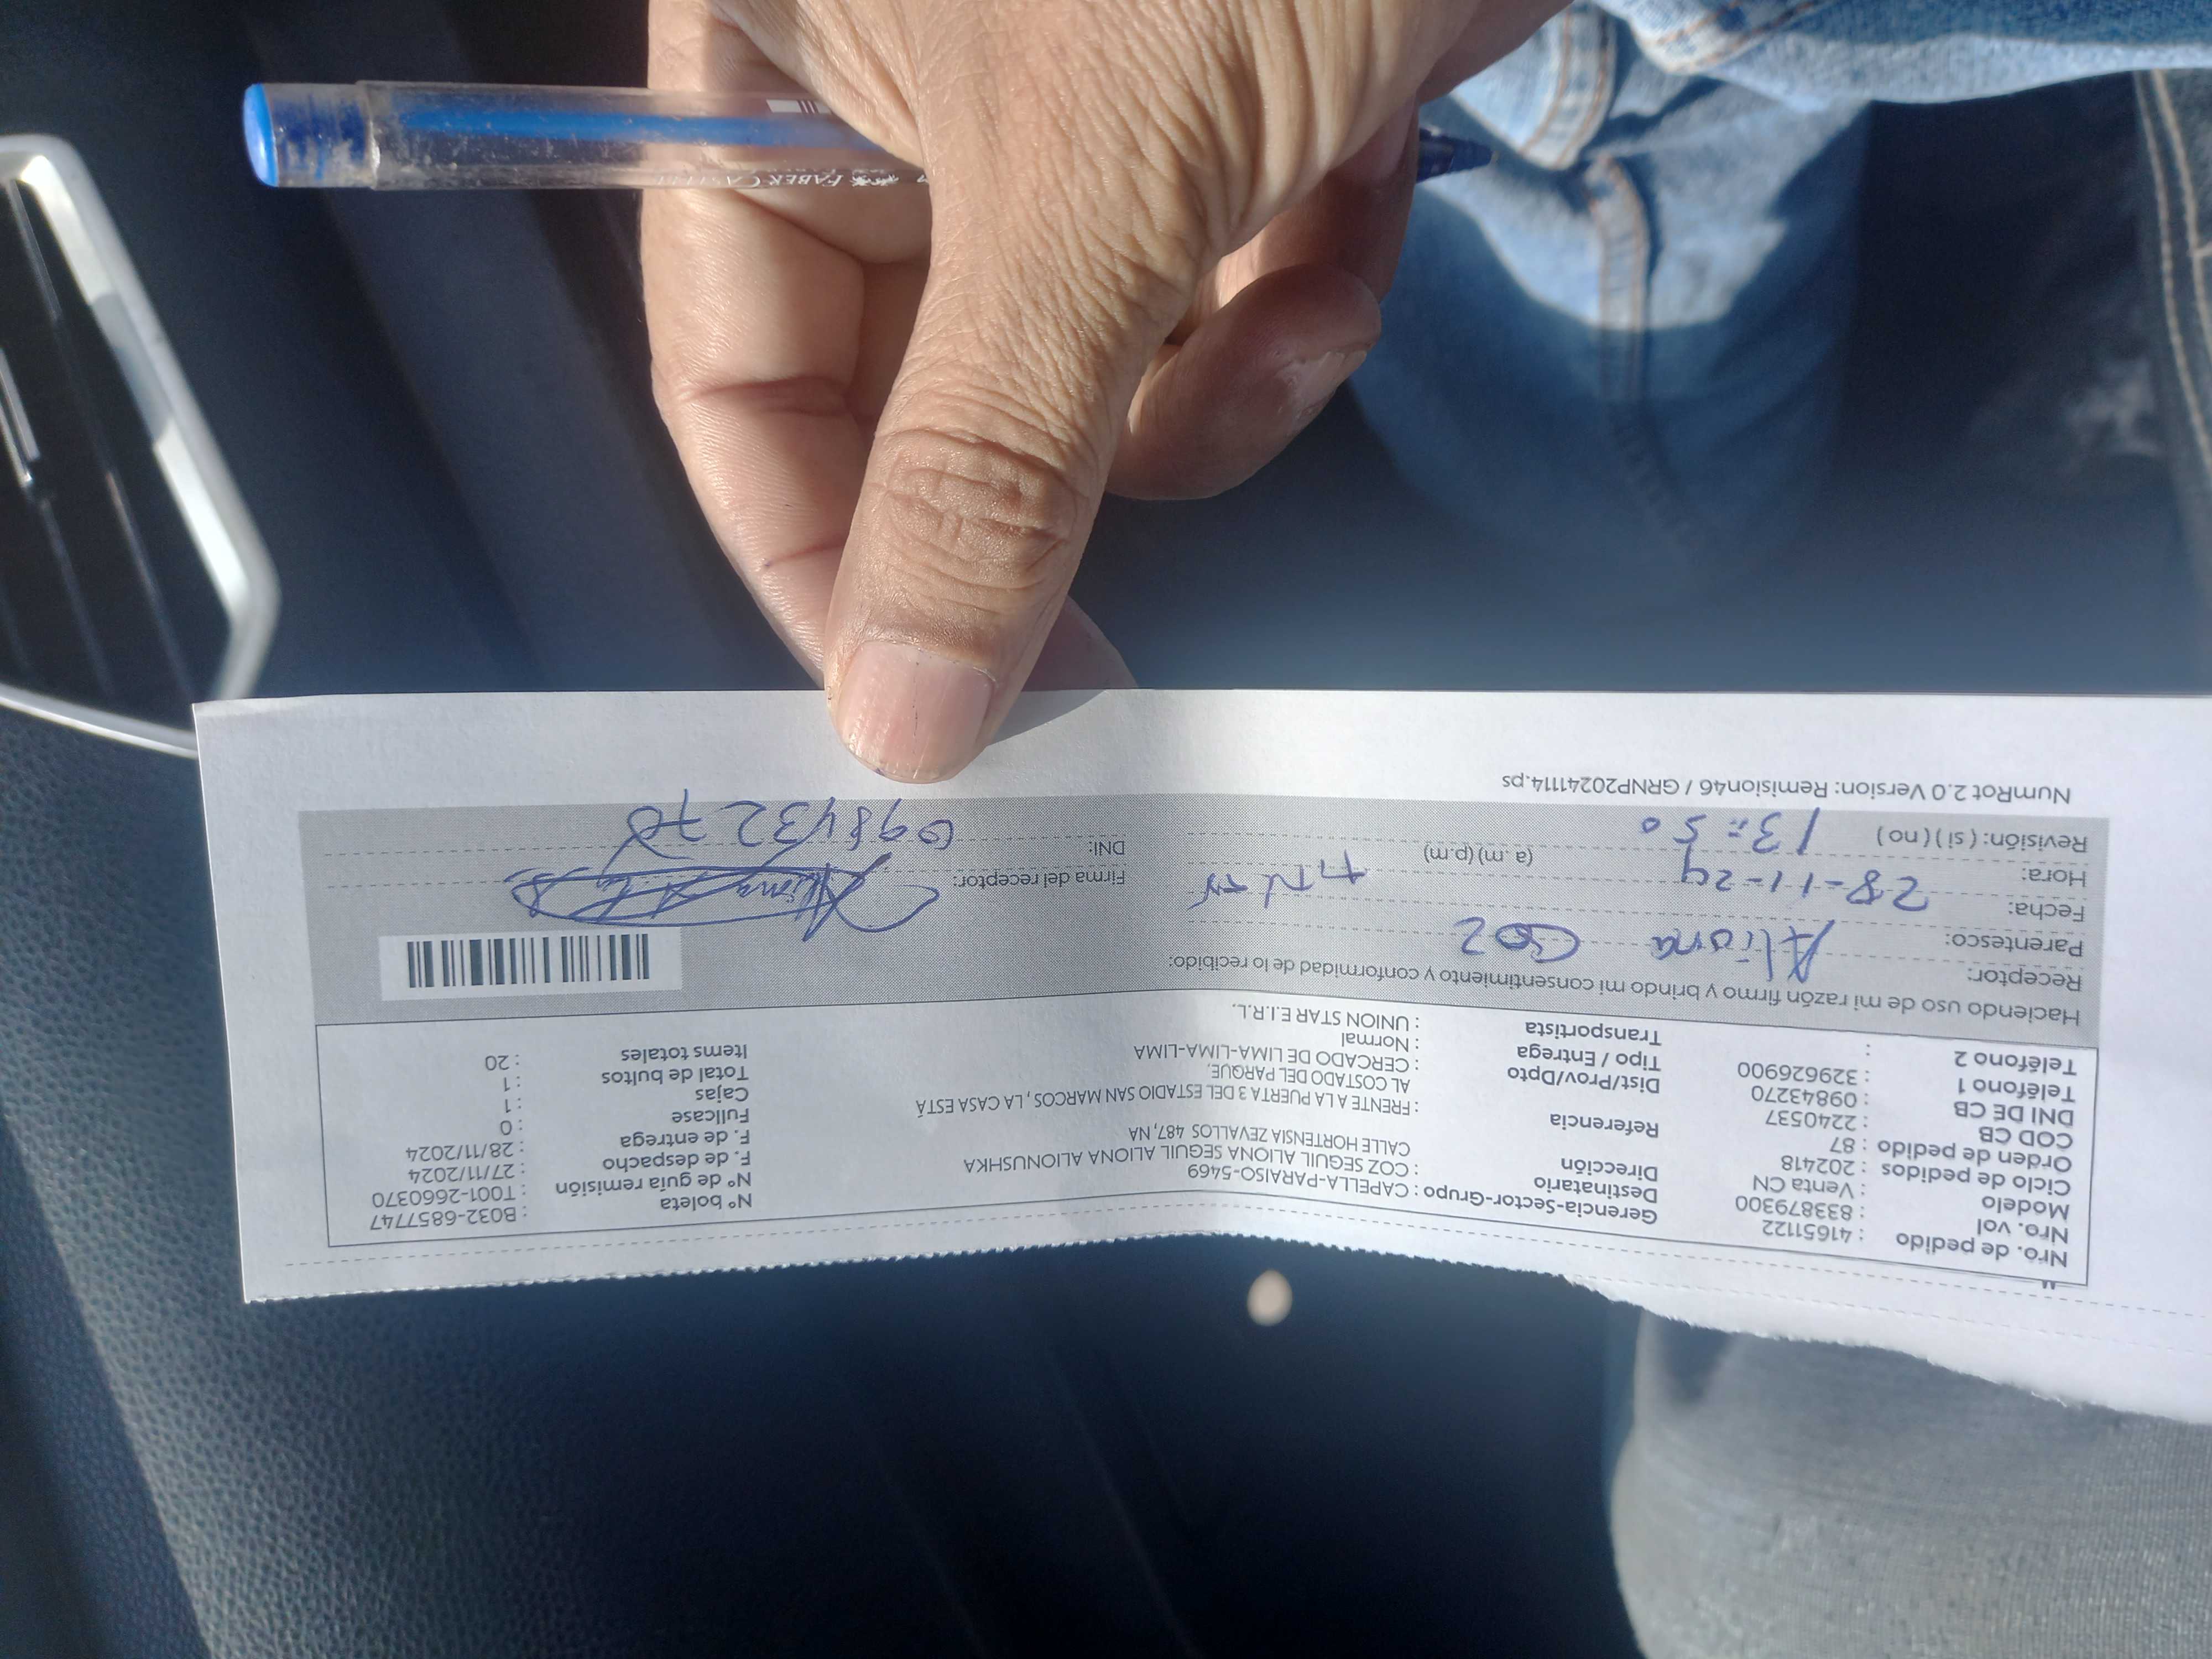 Nro. de pedido : 41651122
Nro. vol : 833879300
Modelo : Venta CN
Ciclo de pedidos : 202418
Orden de pedido : 87
COD CB : 2240537
DNI DE CB : 09843270
Teléfono 1 : 329626900
Teléfono 2 :
Gerencia-Sector-Grupo : CAPELLA-PARAISO-5469
Destinatario : COZ SEGUIL ALIONA SEGUIL ALIONA ALIONUSHKA
Dirección CALLE HORTENSIA ZEVALLOS 487, NA
Referencia : FRENTE A LA PUERTA 3 DEL ESTADIO SAN MARCOS, LA CASA ESTÁ
AL COSTADO DEL PARQUE.
Dist/Prov/Dpto : CERCADO DE LIMA-LIMA-LIMA
Tipo / Entrega : Normal
Transportista : UNION STAR E.I.R.L.
N° boleta : B032-6857747
N° de guía remisión : T001-2660370
F. de despacho : 27/11/2024
F. de entrega : 28/11/2024
Fullcase : 0
Cajas : 1
Total de bultos : 1
Items totales : 20
Haciendo uso de mi razón firmo y brindo mi consentimiento y conformidad de lo recibido:
Receptor: Aliona Coz
Parentesco:
Fecha: 28-11-24
Hora: 13:50 (a.m) (p.m)
Revisión: ( si ) ( no )
Firma del receptor:
DNI: 09843270
NumRot 2.0 Version: Remision46 / GRNP20241114.ps
FABER CASTELL